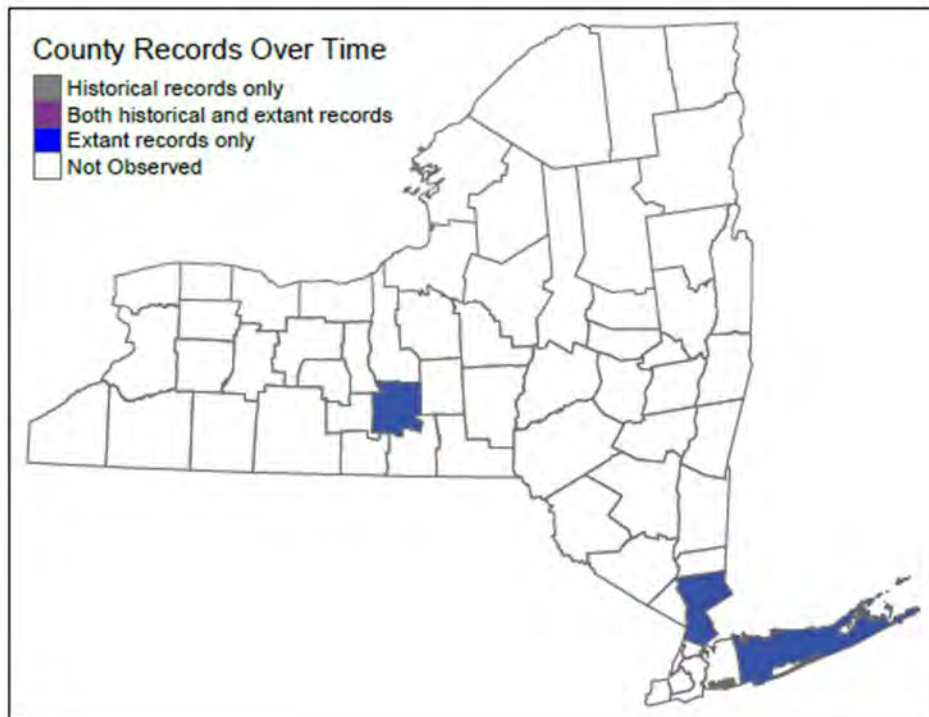 County Records Over Time
Historical records only
Both historical and extant records
Extant records only
Not Observed